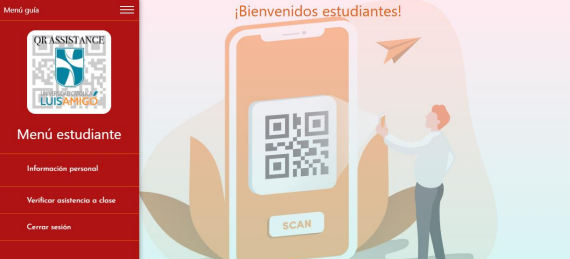 Menú guía
¡Bienvenidos estudiantes!
QR ASSISTANCE
UNIVERSIDAD CATÓLICA
LUIS AMIGÓ
Menú estudiante
Información personal
Verificar asistencia a clase
Cerrar sesión
SCAN